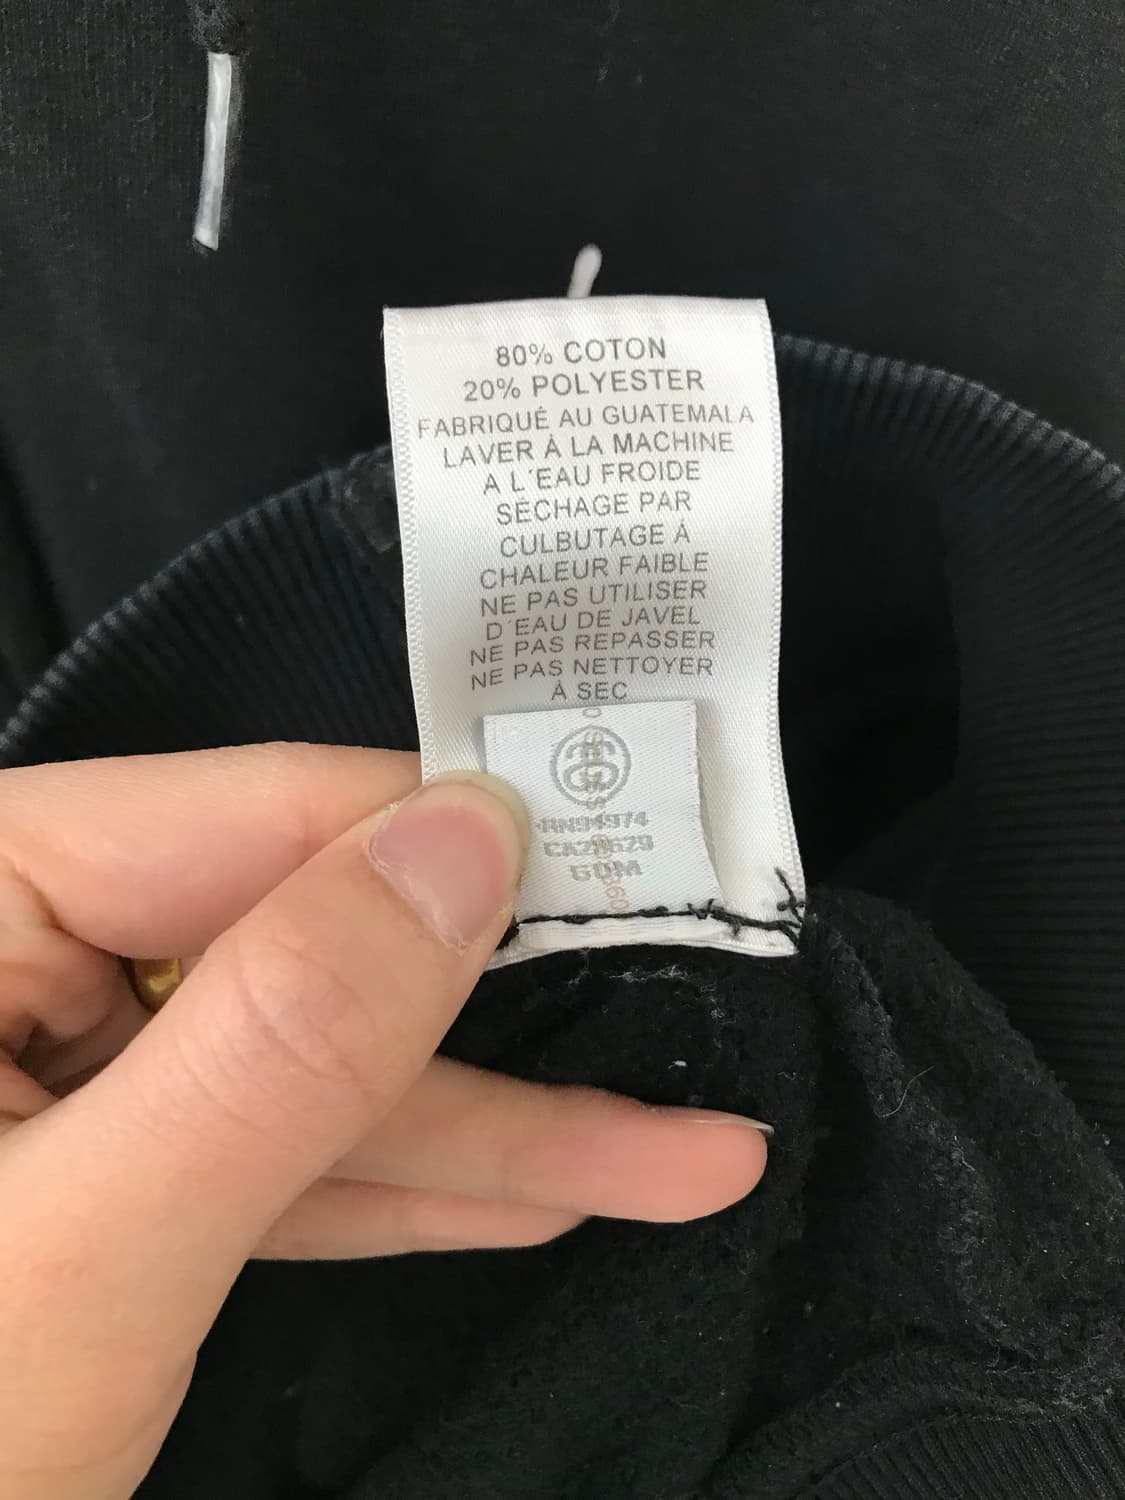 80% COTON
20% POLYESTER
FABRIQUÉ AU GUATEMALA
LAVER À LA MACHINE
A L´EAU FROIDE
SÉCHAGE PAR
CULBUTAGE À
CHALEUR FAIBLE
NE PAS UTILISER
D´EAU DE JAVEL
NE PAS REPASSER
NE PAS NETTOYER
À SEC
RN94974